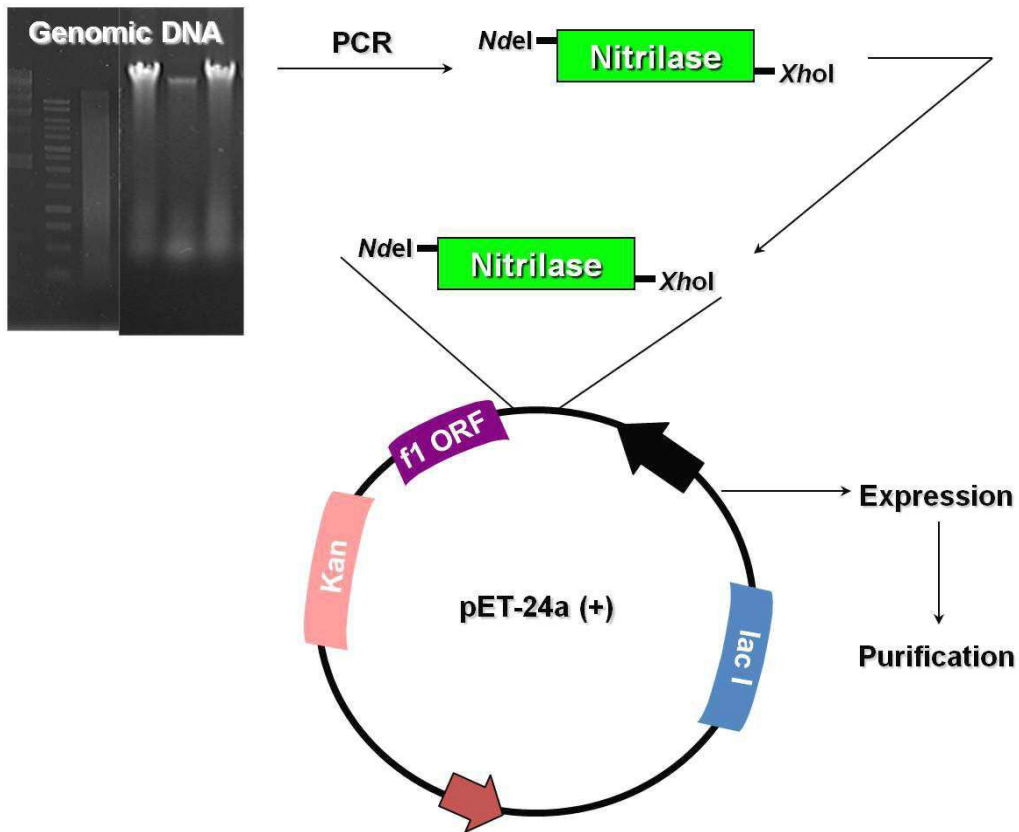 Genomic DNA
PCR
NdeI
Nitrilase
XhoI
NdeI
Nitrilase
XhoI
f1 ORF
Kan
pET-24a (+)
lac I
Expression
Purification